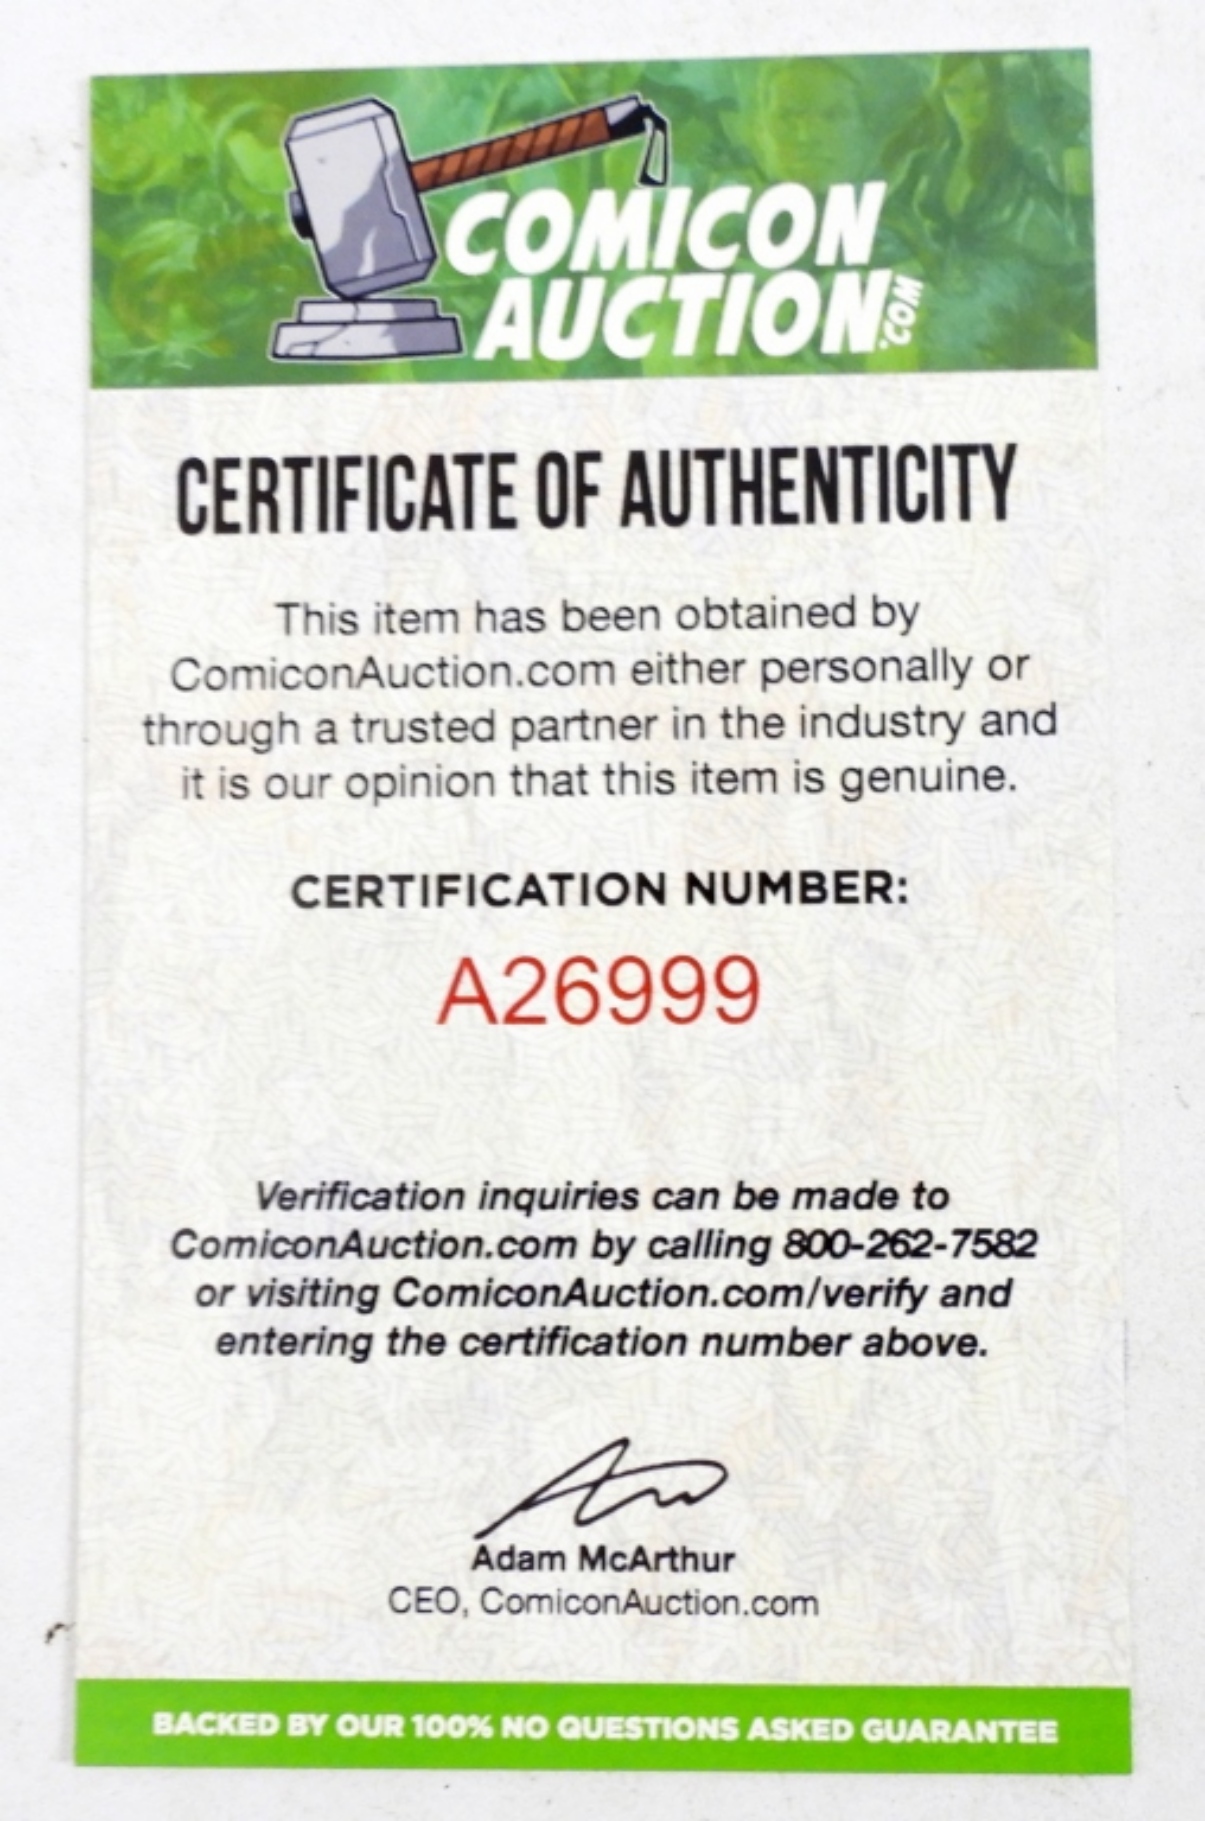 COMICON
AUCTION.COM
CERTIFICATE OF AUTHENTICITY
This item has been obtained by
ComiconAuction.com either personally or
through a trusted partner in the industry and
it is our opinion that this item is genuine.
CERTIFICATION NUMBER:
A26999
Verification inquiries can be made to
ComiconAuction.com by calling 800-262-7582
or visiting ComiconAuction.com/verify and
entering the certification number above.
Adam McArthur
CEO, ComiconAuction.com
BACKED BY OUR 100% NO QUESTIONS ASKED GUARANTEE